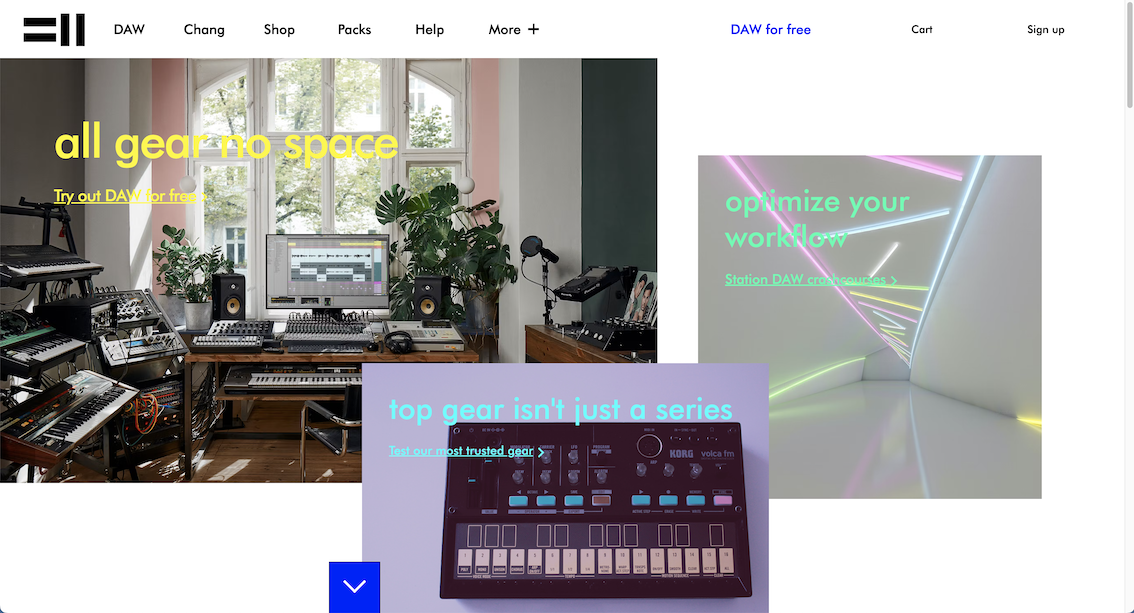 DAW
Chang
Shop
Packs
Help
More +
DAW for free
Cart
Sign up
all gear no space
Try out DAW for free >
optimize your
workflow
Station DAW crashcourses >
top gear isn't just a series
Test our most trusted gear >
KORG
volca fm